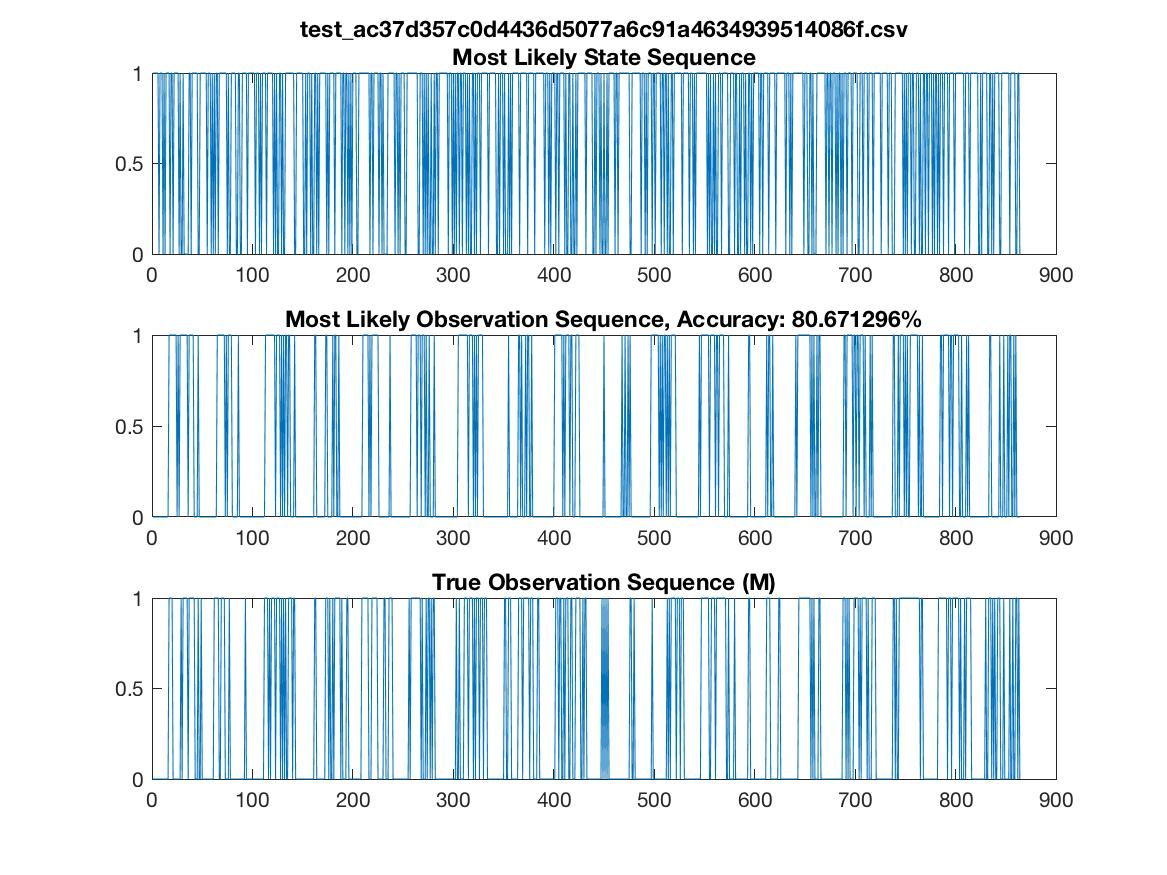 test_ac37d357c0d4436d5077a6c91a4634939514086f.csv
Most Likely State Sequence
1
0.5
0
0 100 200 300 400 500 600 700 800 900
Most Likely Observation Sequence, Accuracy: 80.671296%
1
0.5
0
0 100 200 300 400 500 600 700 800 900
True Observation Sequence (M)
1
0.5
0
0 100 200 300 400 500 600 700 800 900